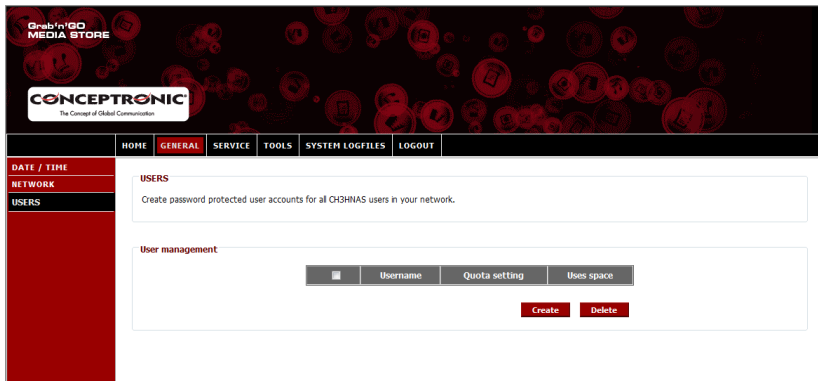 Grab'n'GO
MEDIA STORE
CONCEPTRONIC®
The Concept of Global Communication
HOME GENERAL SERVICE TOOLS SYSTEM LOGFILES LOGOUT
DATE / TIME
NETWORK
USERS
USERS
Create password protected user accounts for all CH3HNAS users in your network.
User management
Username Quota setting Uses space
Create Delete